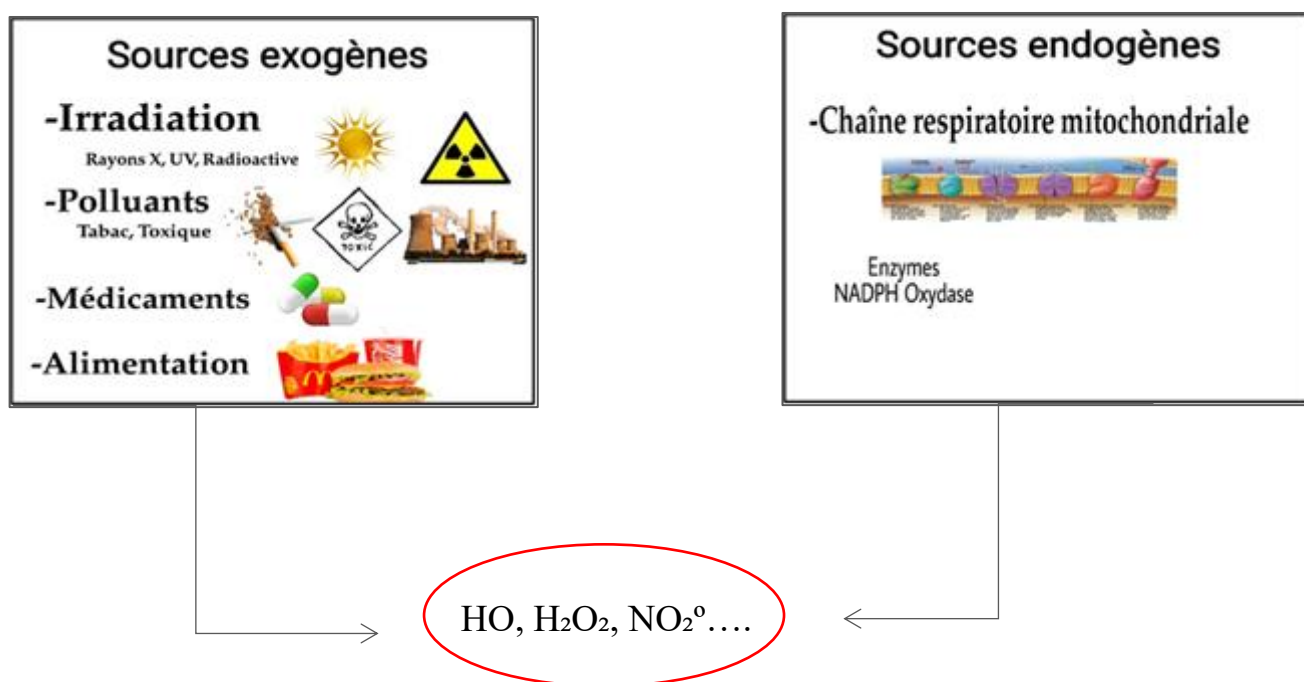 Sources exogènes
-Irradiation
Rayons X, UV, Radioactive
-Polluants
Tabac, Toxique
TOXIC
-Médicaments
-Alimentation
Sources endogènes
-Chaîne respiratoire mitochondriale
Enzymes
NADPH Oxydase
HO, H₂O₂, NO₂º….